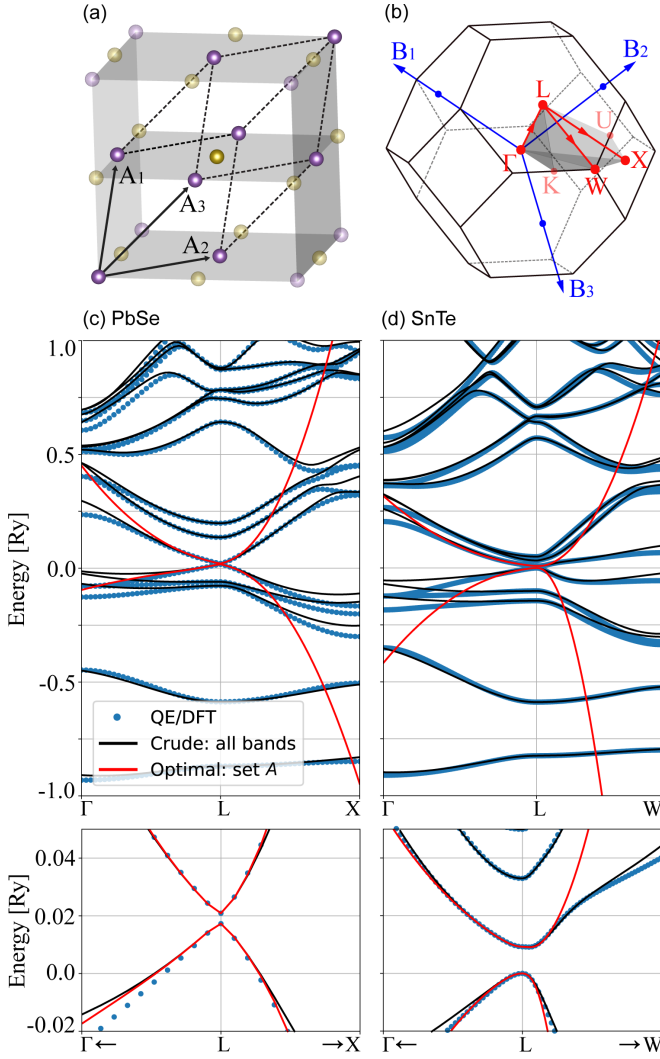 (a)
(b)
A1
A3
A2
B1
B2
L
U
Γ
X
K
W
B3
(c) PbSe
(d) SnTe
1.0
0.5
0.0
-0.5
-1.0
Energy [Ry]
QE/DFT
Crude: all bands
Optimal: set A
Γ
L
X
Γ
L
W
0.04
0.02
0.0
-0.02
Energy [Ry]
Γ←
L
→X
Γ←
L
→W